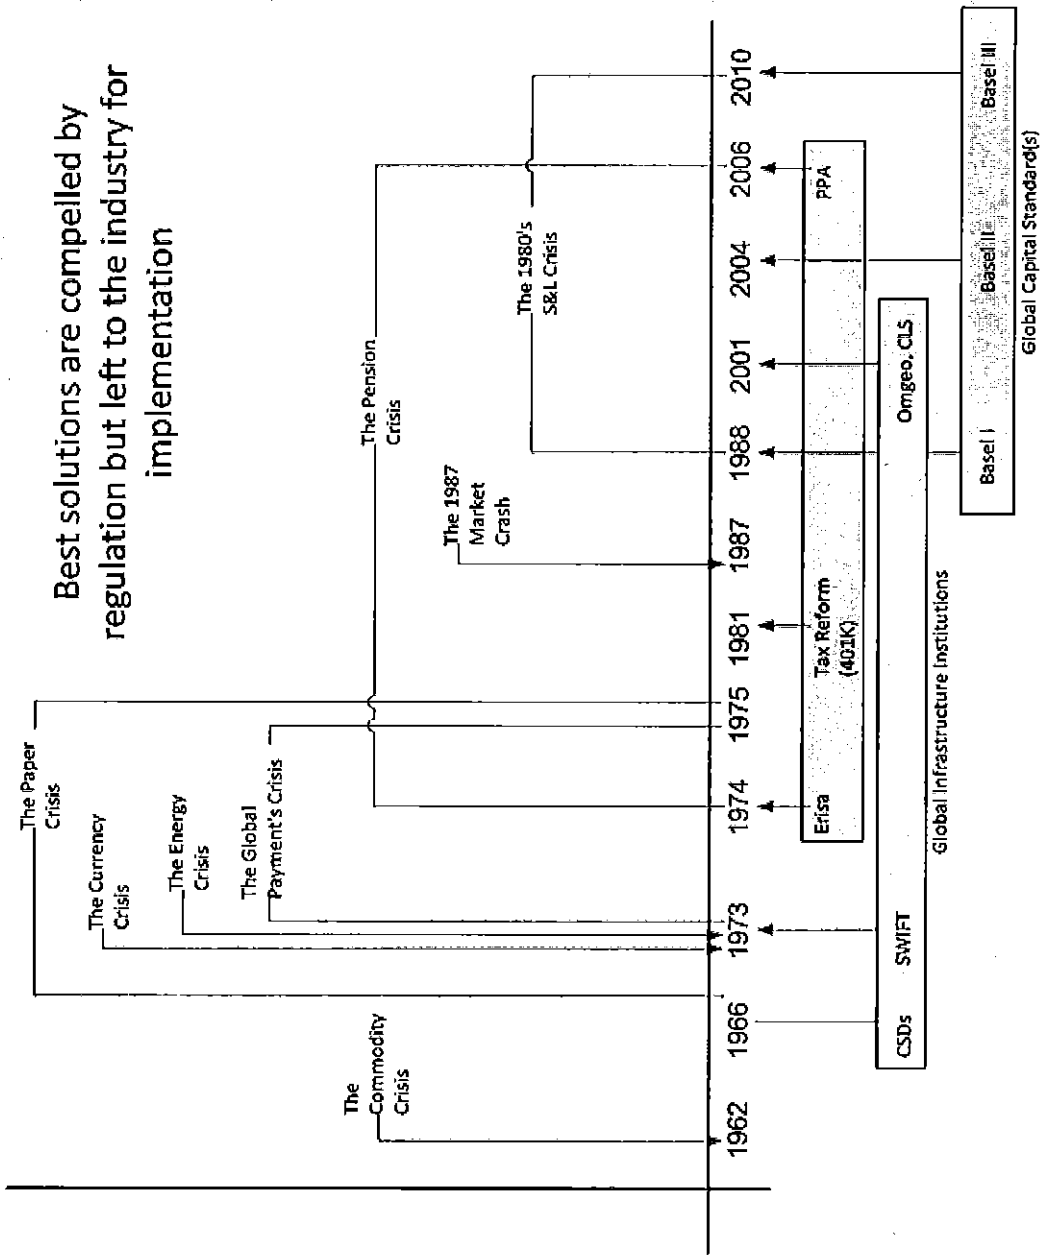 Best solutions are compelled by
regulation but left to the industry for
implementation
The Paper
Crisis
The Currency
Crisis
The Energy
Crisis
The Global
Payment's Crisis
The Commodity
Crisis
The Pension
Crisis
The 1987
Market
Crash
The 1980's
S&L Crisis
1962
1966
1973
1974
1975
1981
1987
1988
2001
2004
2006
2010
Erisa
Tax Reform
(401K)
PPA
CSDs
SWIFT
Omgeo, CLS
Global Infrastructure Institutions
Basel I
Basel II
Basel III
Global Capital Standard(s)